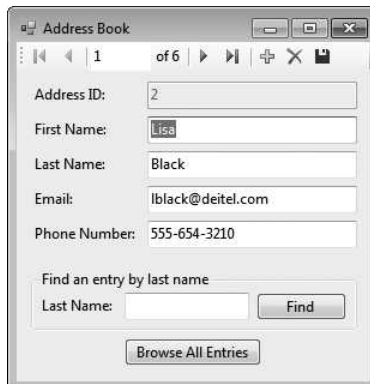 Address Book
1 of 6
Address ID: 2
First Name: Lisa
Last Name: Black
Email: lblack@deitel.com
Phone Number: 555-654-3210
Find an entry by last name
Last Name: Find
Browse All Entries